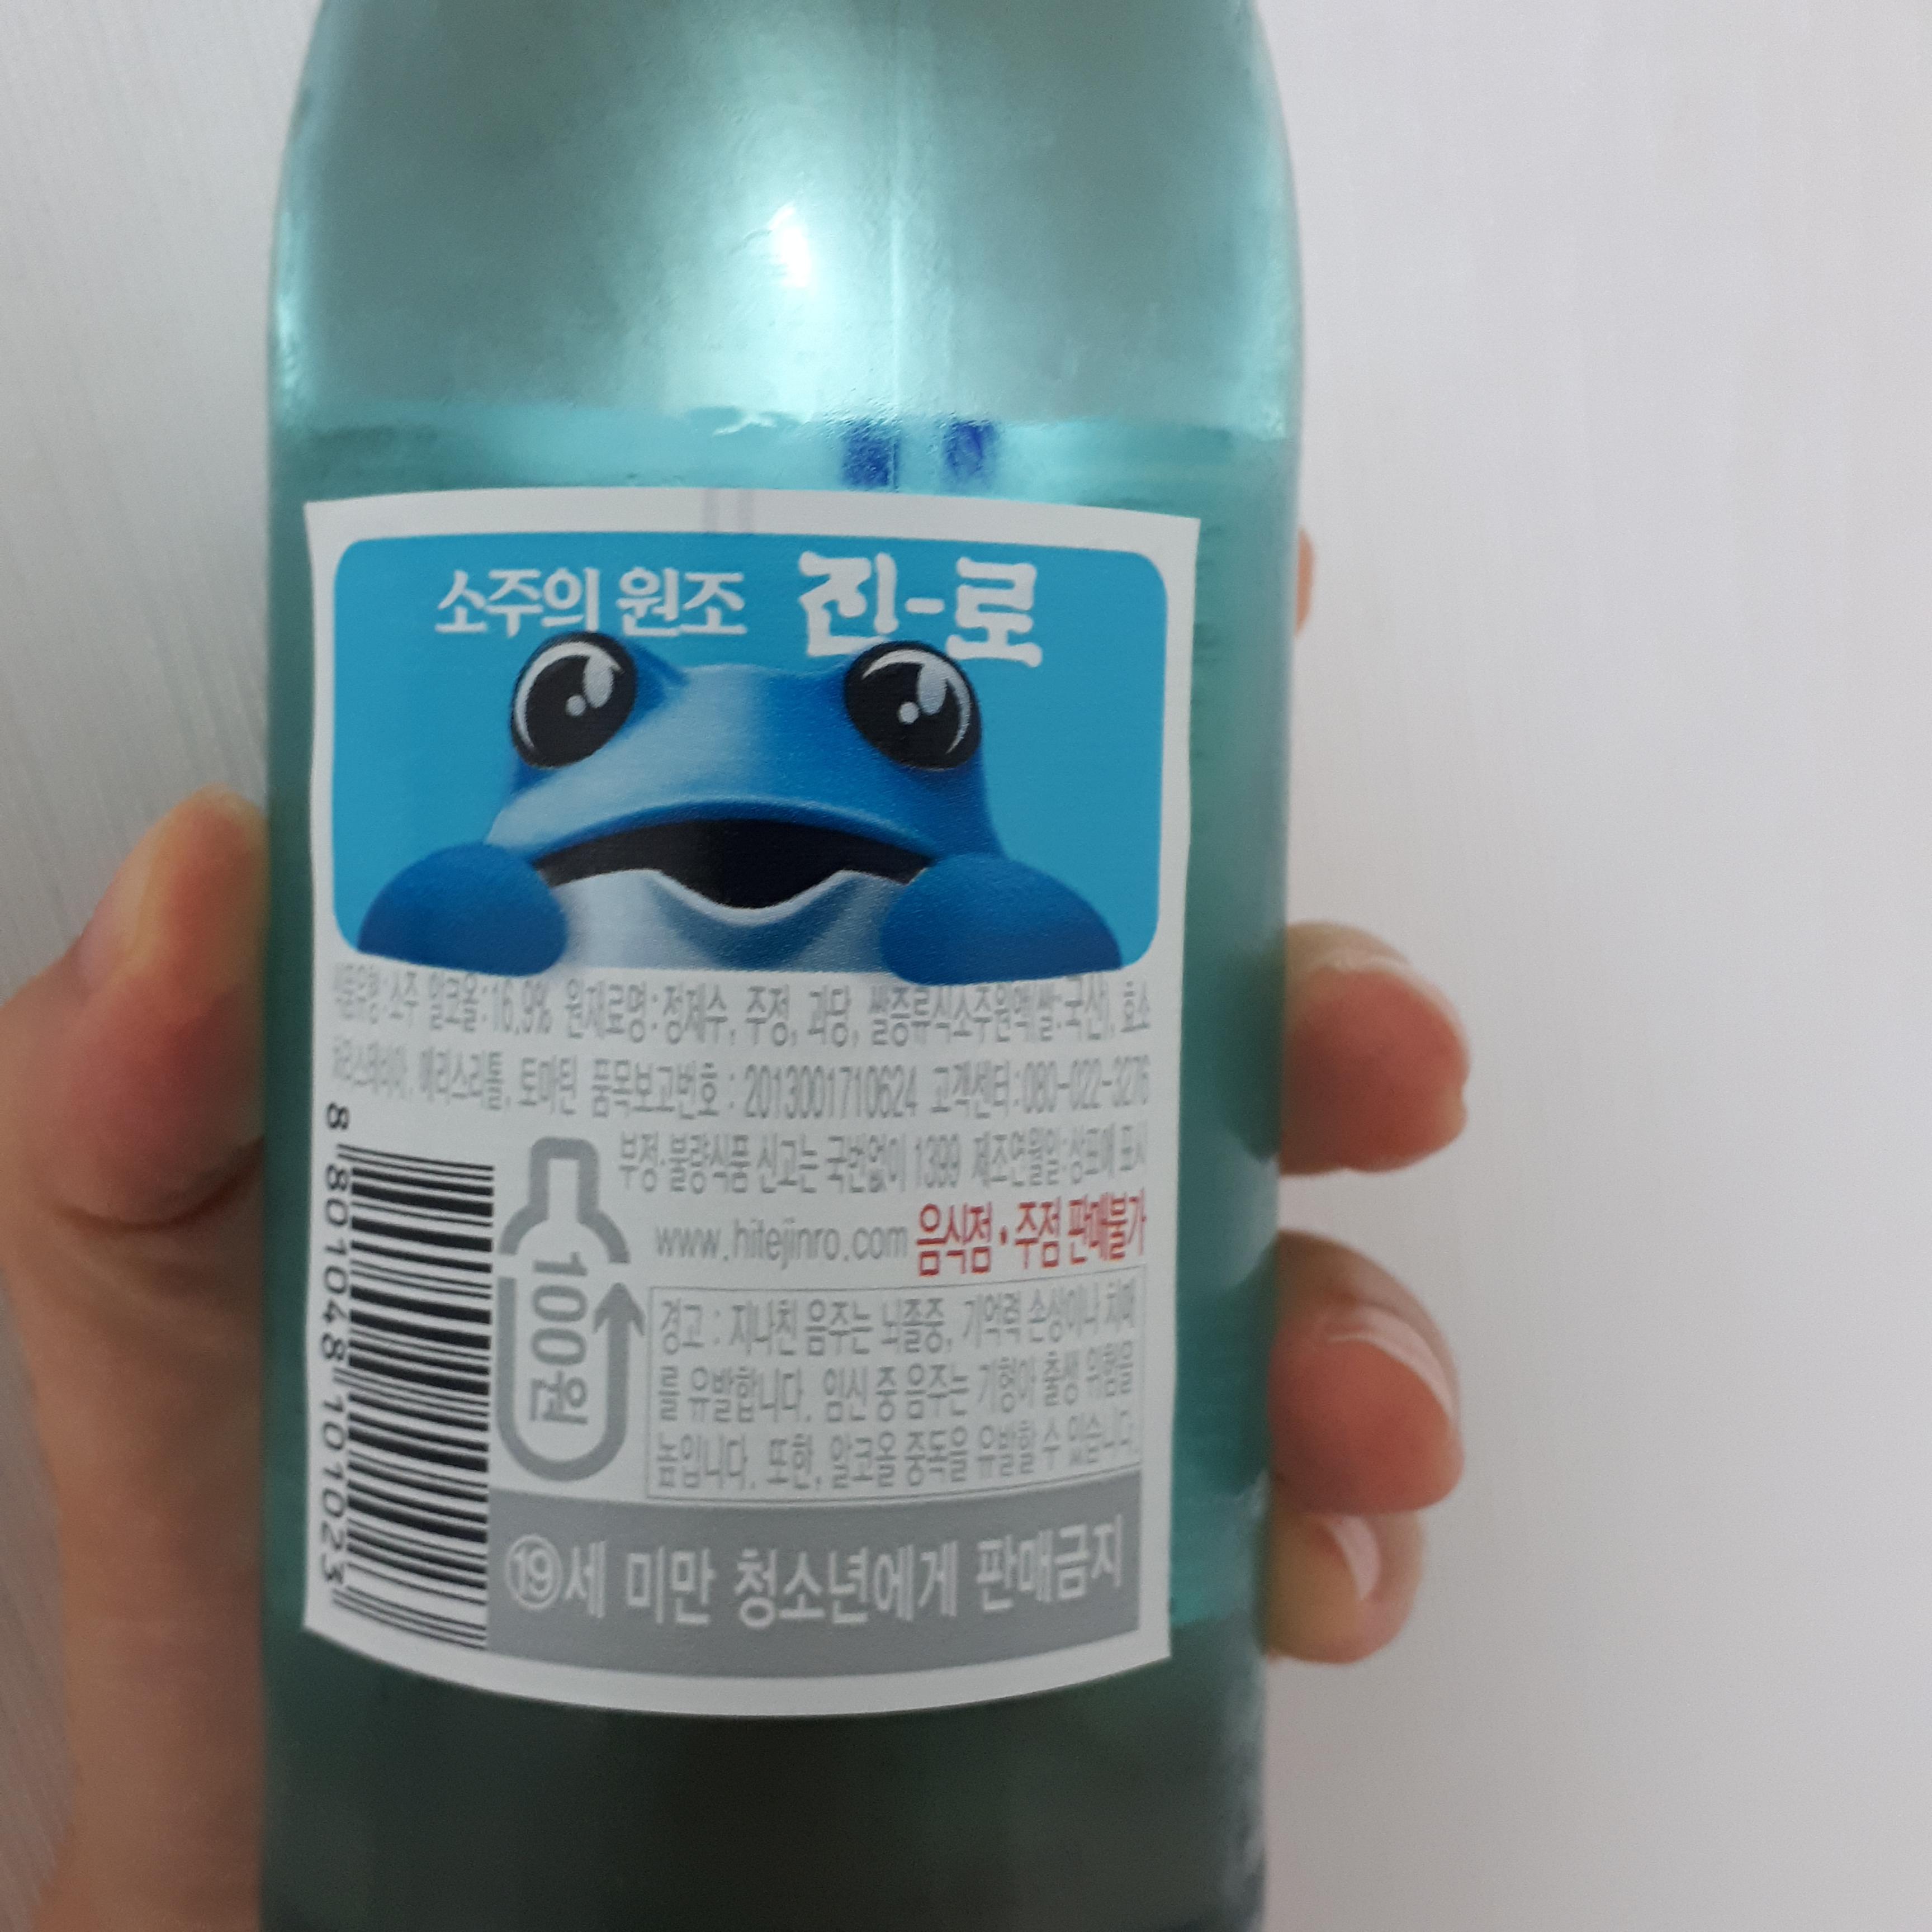 소주의 원조 진-로
식품유형:소주 알코올:16.9% 원재료명:정제수, 주정, 과당, 쌀증류식소주원액(쌀:국산), 효소
처리스테비아, 에리스리톨, 토마틴 품목보고번호 : 2013001710624 고객센터:080-022-3276
부정·불량식품 신고는 국번없이 1399 제조연월일:상표에 표시
www.hitejinro.com 음식점·주점 판매불가
100원
경고 : 지나친 음주는 뇌졸중, 기억력 손상이나 치매
를 유발합니다. 임신 중 음주는 기형아 출생 위험을
높입니다. 또한, 알코올 중독을 유발할 수 있습니다.
19세 미만 청소년에게 판매금지
8 801048 101023